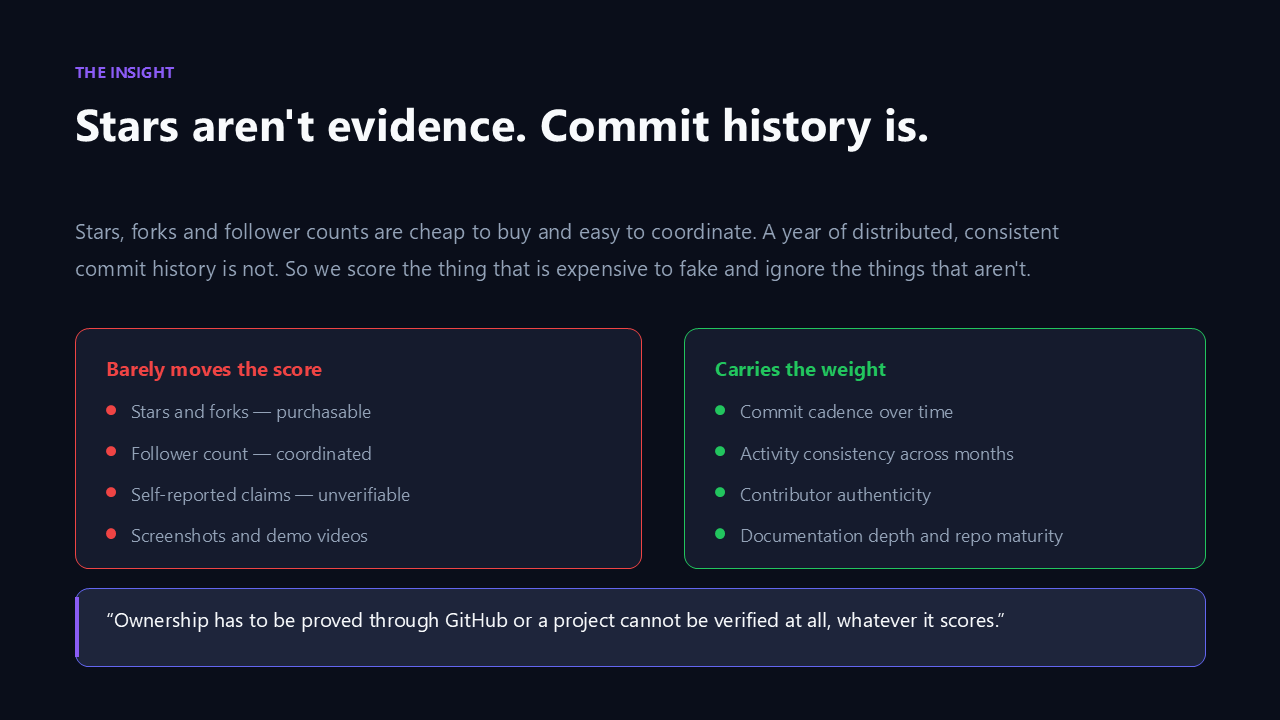 THE INSIGHT
Stars aren't evidence. Commit history is.
Stars, forks and follower counts are cheap to buy and easy to coordinate. A year of distributed, consistent
commit history is not. So we score the thing that is expensive to fake and ignore the things that aren't.
Barely moves the score
Stars and forks — purchasable
Follower count — coordinated
Self-reported claims — unverifiable
Screenshots and demo videos
Carries the weight
Commit cadence over time
Activity consistency across months
Contributor authenticity
Documentation depth and repo maturity
“Ownership has to be proved through GitHub or a project cannot be verified at all, whatever it scores.”